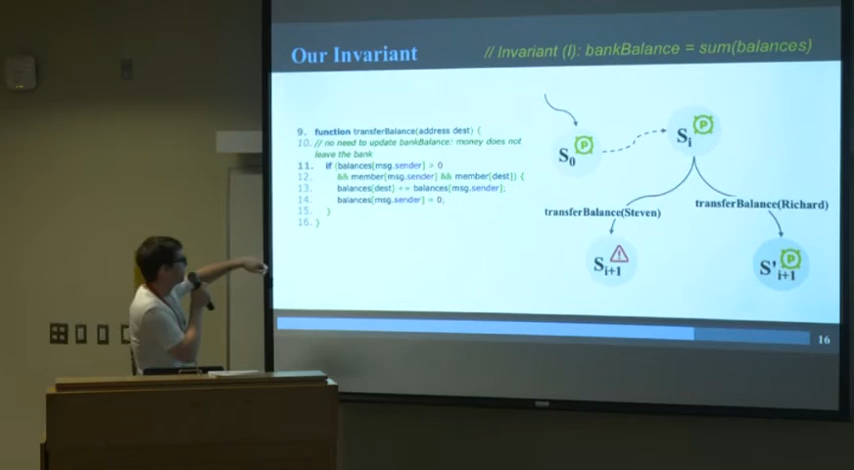 Our Invariant
// Invariant (I): bankBalance = sum(balances)
9. function transferBalance(address dest) {
10. // no need to update bankBalance: money does not
leave the bank
11. if (balances[msg.sender] > 0
12. && member[msg.sender] && member[dest]) {
13. balances[dest] += balances[msg.sender];
14. balances[msg.sender] = 0;
15. }
16. }
S0 P
Si P
transferBalance(Steven)
transferBalance(Richard)
Si+1
S'i+1 P
16